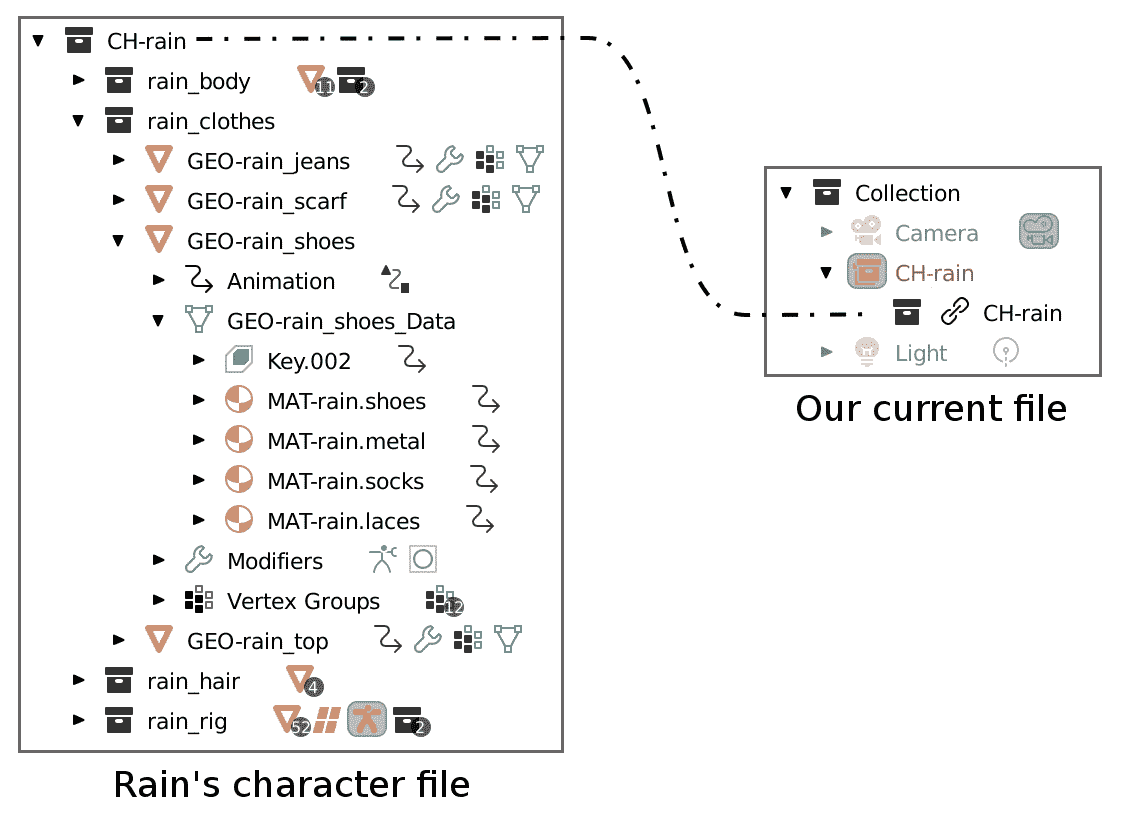 CH-rain
rain_body 11 2
rain_clothes
GEO-rain_jeans
GEO-rain_scarf
GEO-rain_shoes
Animation
GEO-rain_shoes_Data
Key.002
MAT-rain.shoes
MAT-rain.metal
MAT-rain.socks
MAT-rain.laces
Modifiers
Vertex Groups 12
GEO-rain_top
rain_hair 4
rain_rig 52 2
Rain's character file
Collection
Camera
CH-rain
CH-rain
Light
Our current file